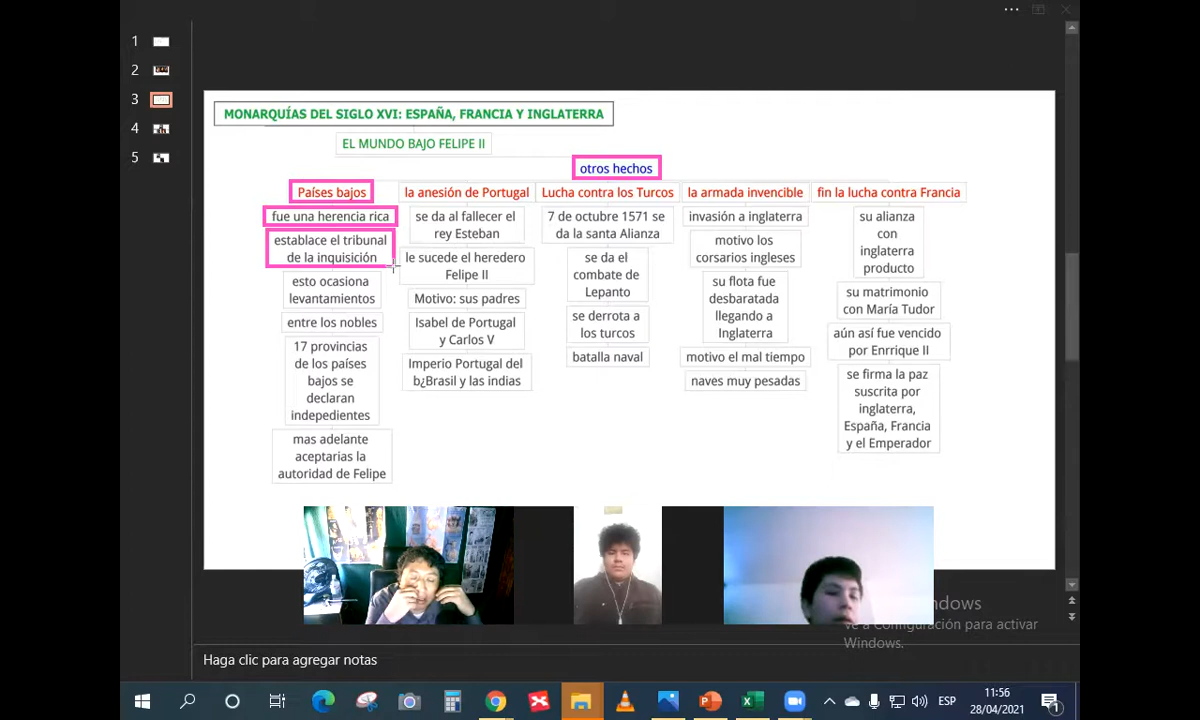 1
2
3
4
5
MONARQUÍAS DEL SIGLO XVI: ESPAÑA, FRANCIA Y INGLATERRA
EL MUNDO BAJO FELIPE II
otros hechos
Países bajos
fue una herencia rica
establace el tribunal
de la inquisición
esto ocasiona
levantamientos
entre los nobles
17 provincias
de los países
bajos se
declaran
indepedientes
mas adelante
aceptarias la
autoridad de Felipe
la anesión de Portugal
se da al fallecer el
rey Esteban
le sucede el heredero
Felipe II
Motivo: sus padres
Isabel de Portugal
y Carlos V
Imperio Portugal del
b¿Brasil y las indias
Lucha contra los Turcos
7 de octubre 1571 se
da la santa Alianza
se da el
combate de
Lepanto
se derrota a
los turcos
batalla naval
la armada invencible
invasión a inglaterra
motivo los
corsarios ingleses
su flota fue
desbaratada
llegando a
Inglaterra
motivo el mal tiempo
naves muy pesadas
fin la lucha contra Francia
su alianza
con
inglaterra
producto
su matrimonio
con María Tudor
aún así fue vencido
por Enrrique II
se firma la paz
suscrita por
inglaterra,
España, Francia
y el Emperador
ndows
Ve a Configuración para activar
Windows.
Haga clic para agregar notas
ESP
11:56
28/04/2021
1